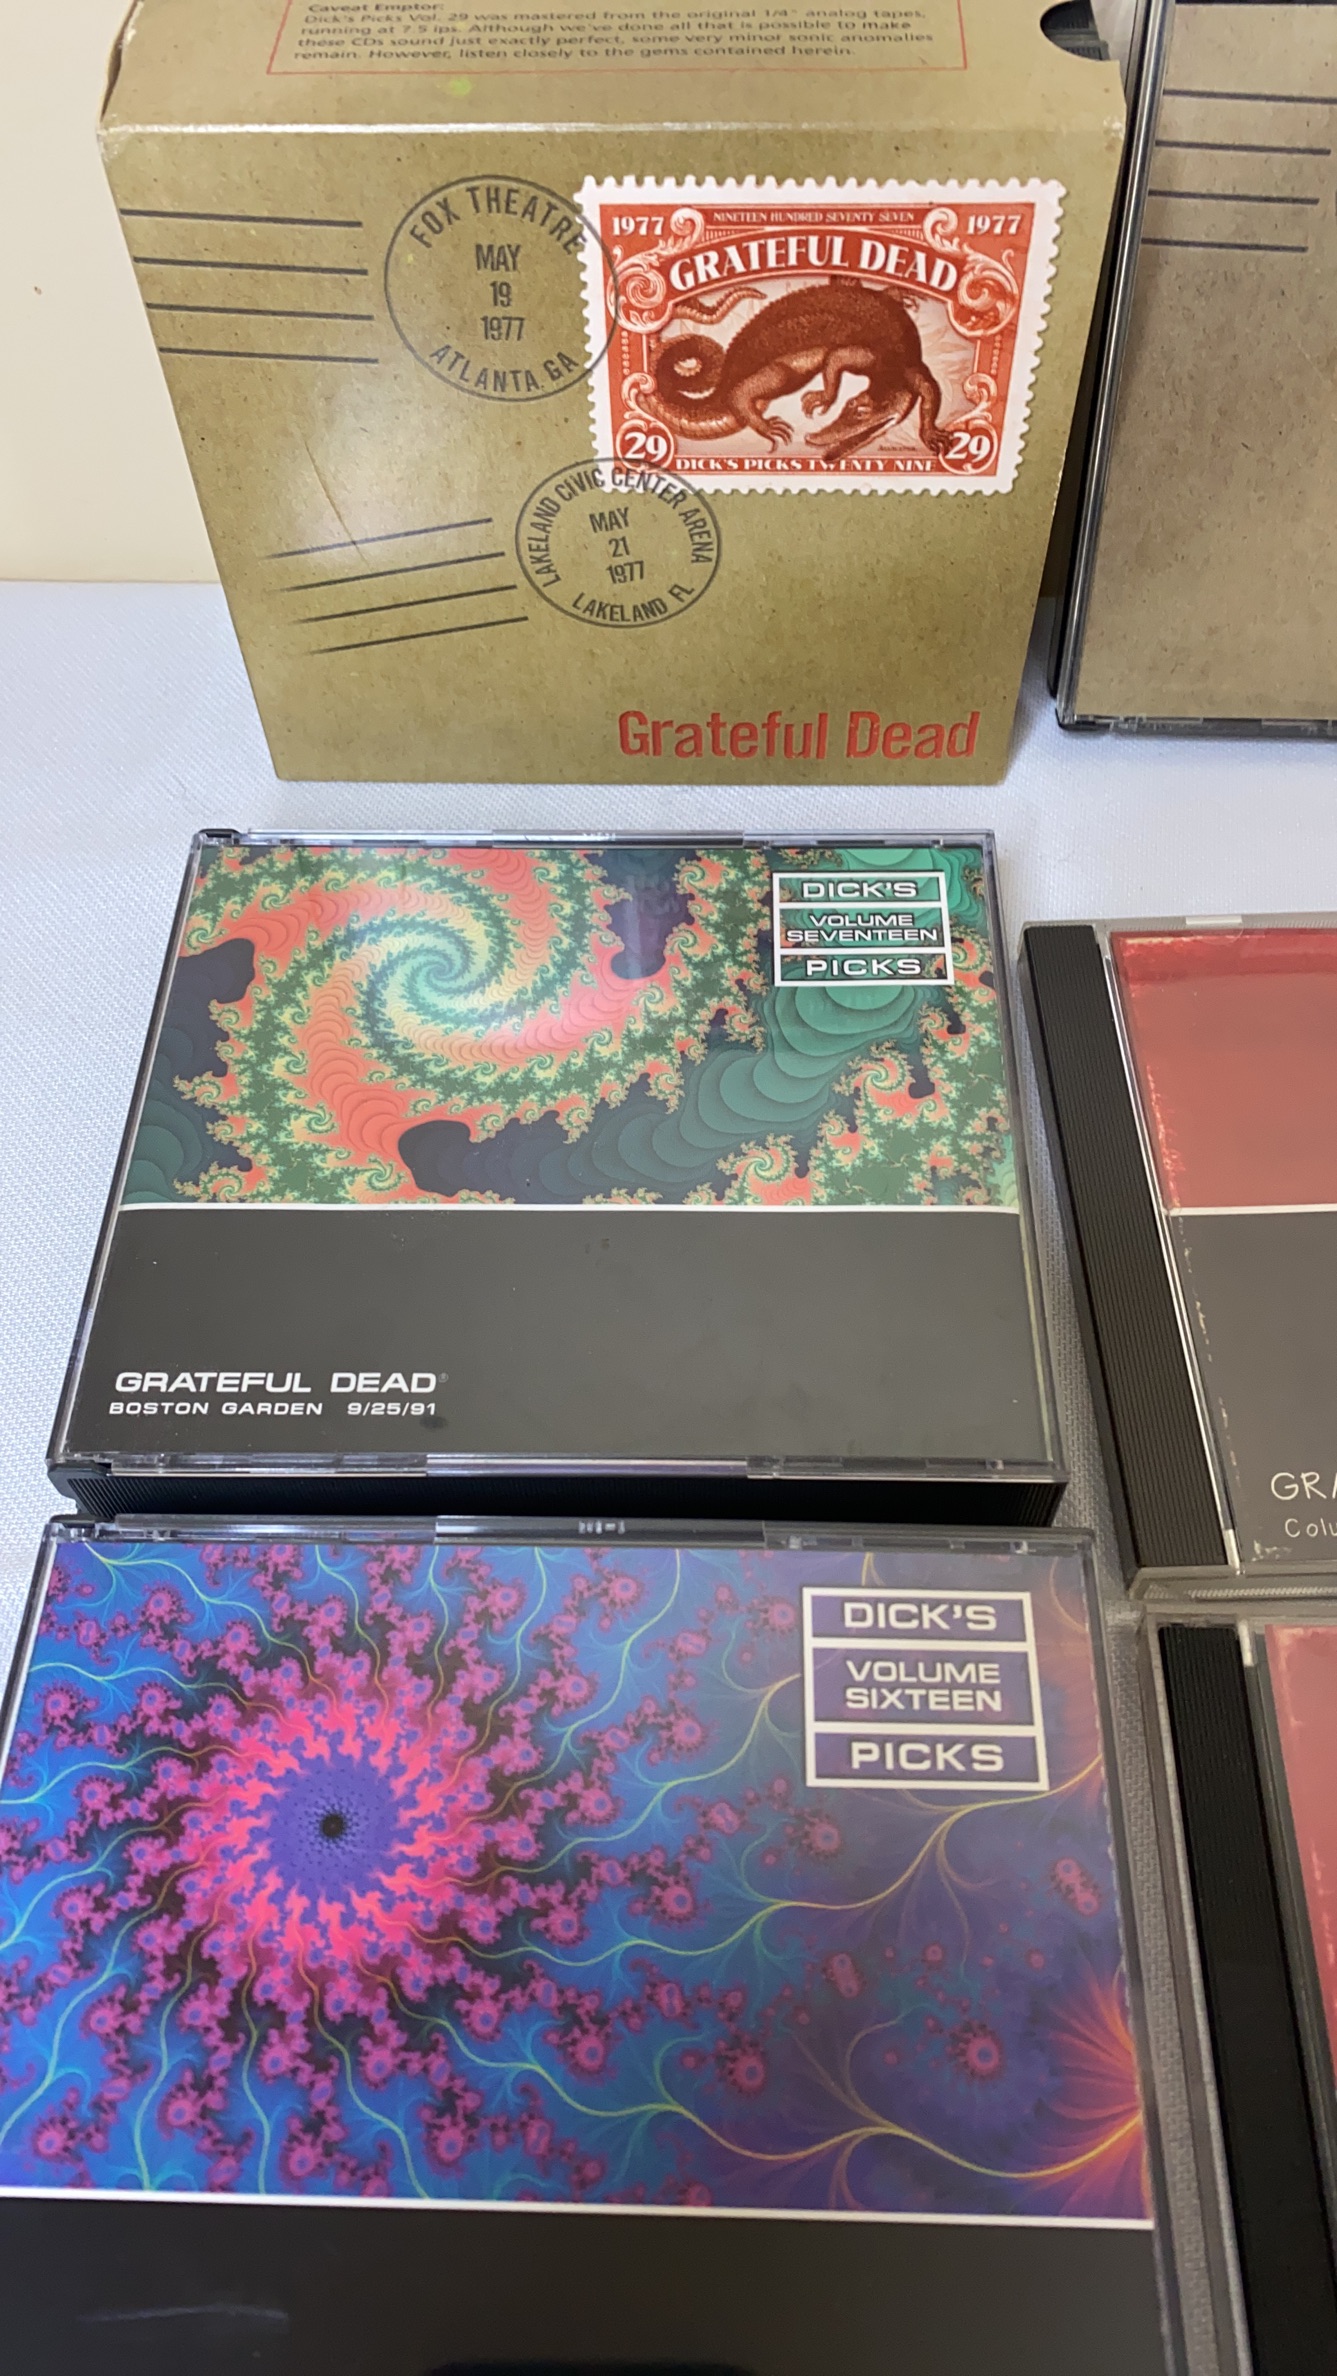 Caveat Emptor:
Dick's Picks Vol. 29 was mastered from the original 1/4" analog tapes,
running at 7.5 ips. Although we've done all that is possible to make
these CDs sound just exactly perfect, some very minor sonic anomalies
remain. However, listen closely to the gems contained herein.
FOX THEATRE
MAY
19
1977
ATLANTA. GA
1977 NINETEEN HUNDRED SEVENTY SEVEN 1977
GRATEFUL DEAD
29 DICK'S PICKS TWENTY NINE 29
LAKELAND CIVIC CENTER ARENA
MAY
21
1977
LAKELAND FL
Grateful Dead
DICK'S
VOLUME
SEVENTEEN
PICKS
GRATEFUL DEAD®
BOSTON GARDEN 9/25/91
GRA
Colu
DICK'S
VOLUME
SIXTEEN
PICKS